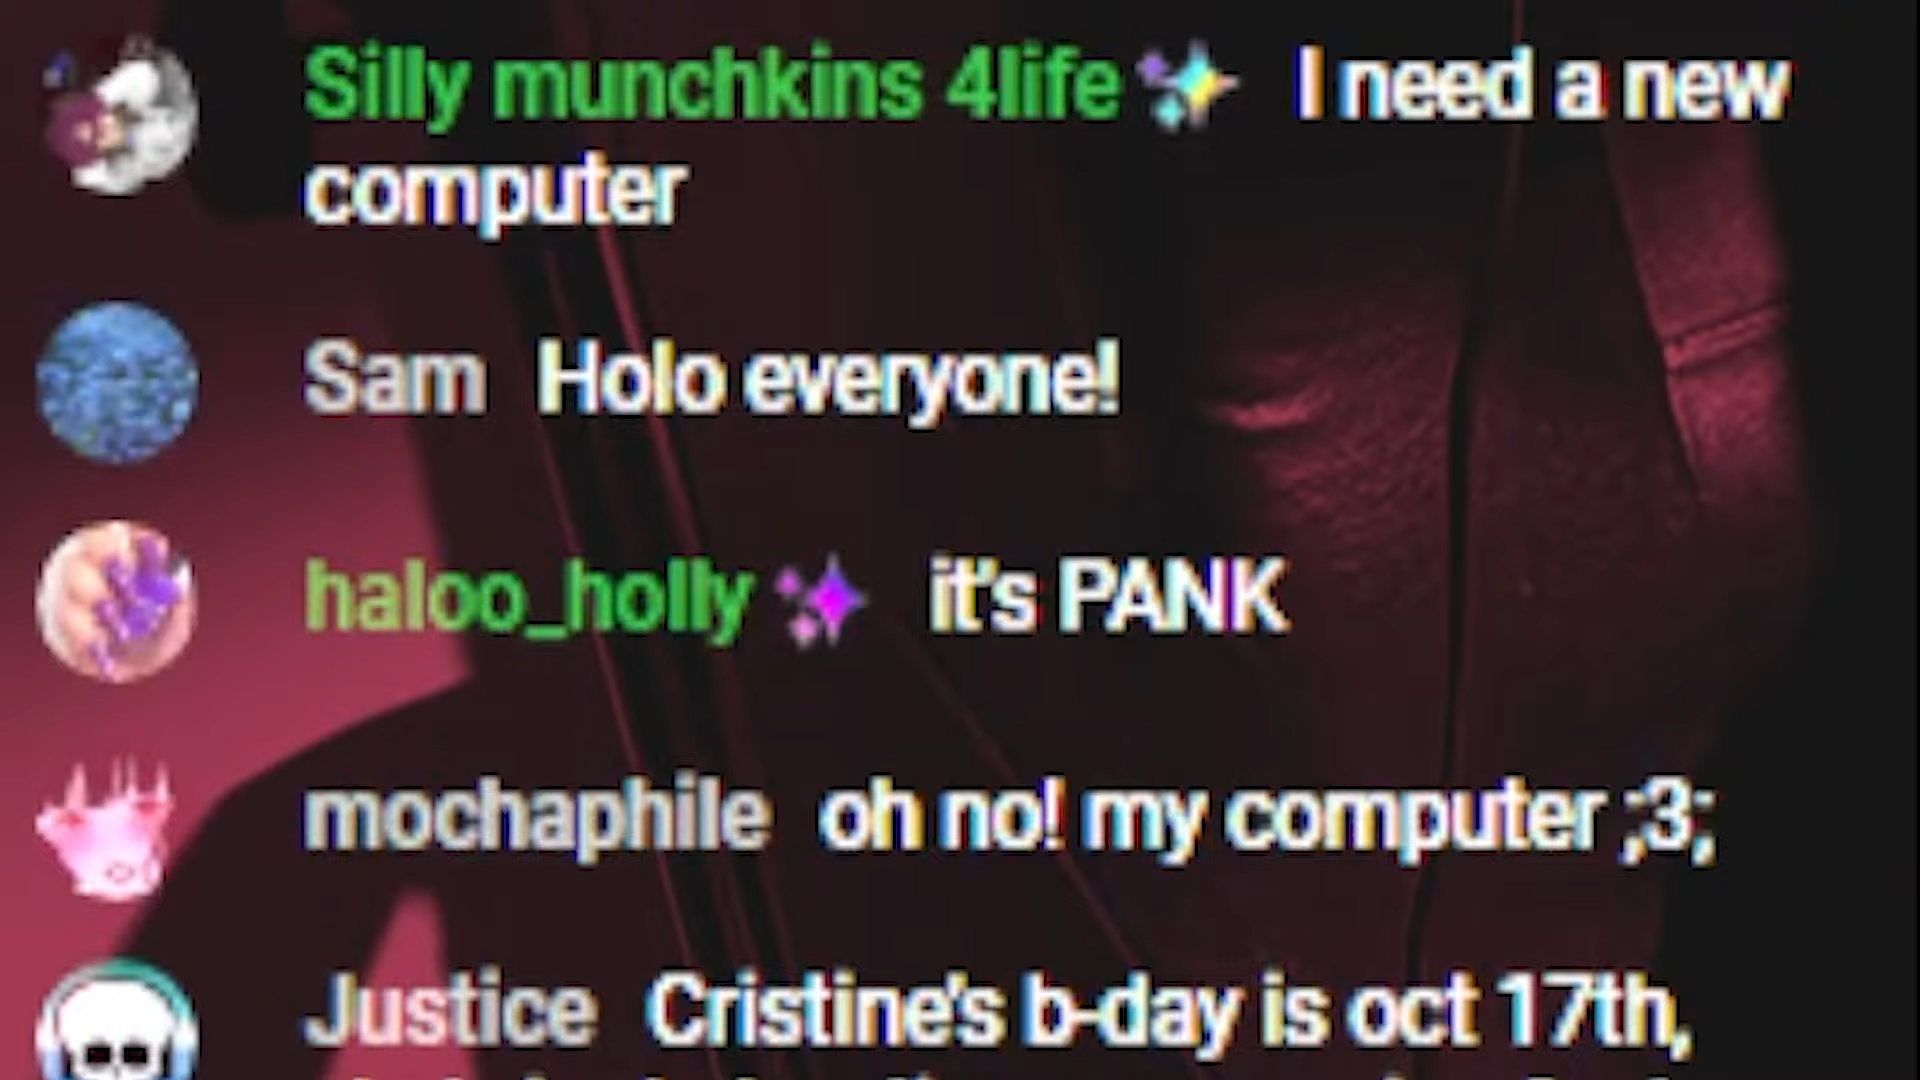 Silly munchkins 4life I need a new
computer
Sam Holo everyone!
haloo_holly it's PANK
mochaphile oh no! my computer ;3;
Justice Cristine's b-day is oct 17th,